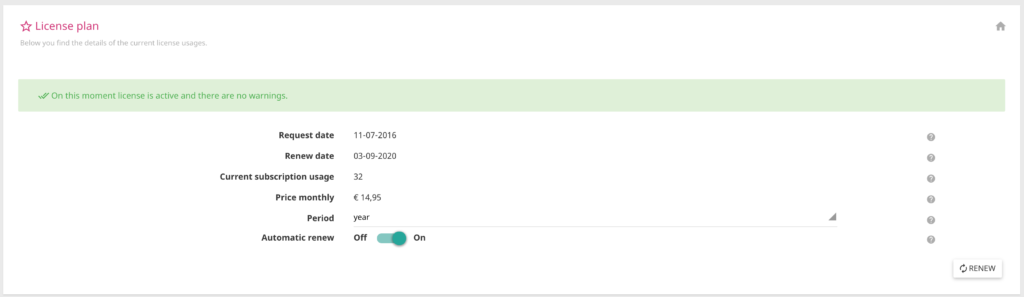 License plan
Below you find the details of the current license usages.
On this moment license is active and there are no warnings.
Request date 11-07-2016
Renew date 03-09-2020
Current subscription usage 32
Price monthly € 14,95
Period year
Automatic renew Off On
RENEW